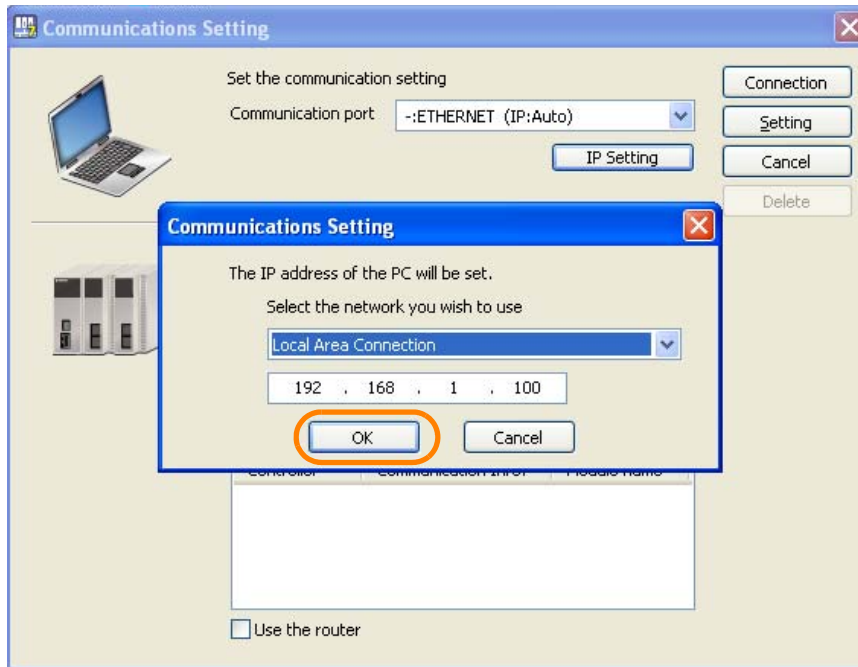 Communications Setting
Set the communication setting
Communication port -:ETHERNET (IP:Auto)
Connection
Setting
IP Setting
Cancel
Delete
Communications Setting
The IP address of the PC will be set.
Select the network you wish to use
Local Area Connection
192 . 168 . 1 . 100
OK Cancel
Use the router